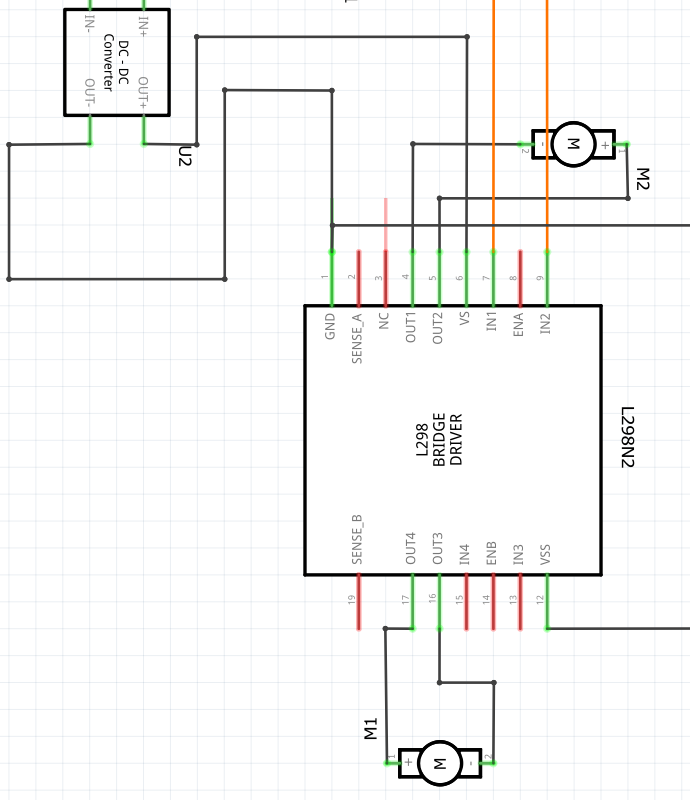 IN-
IN+
DC - DC
Converter
OUT-
OUT+
U2
2
-
M
+
1
M2
1
2
3
4
5
6
7
8
9
GND
SENSE_A
NC
OUT1
OUT2
VS
IN1
ENA
IN2
L298
BRIDGE
DRIVER
L298N2
SENSE_B
OUT4
OUT3
IN4
ENB
IN3
VSS
19
17
16
15
14
13
12
M1
1
+
M
-
2